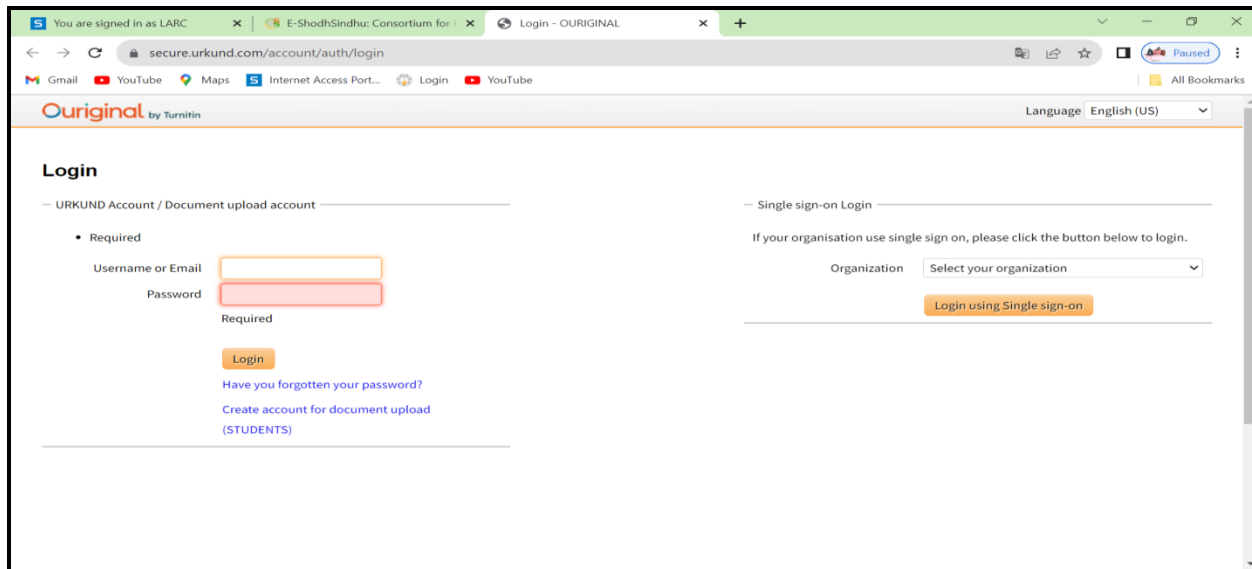 You are signed in as LARC
E-ShodhSindhu: Consortium for
Login - OURIGINAL
secure.urkund.com/account/auth/login
Paused
Gmail
YouTube
Maps
Internet Access Port...
Login
YouTube
All Bookmarks
Ouriginal by Turnitin
Language English (US)
Login
URKUND Account / Document upload account
• Required
Username or Email
Password
Required
Login
Have you forgotten your password?
Create account for document upload
(STUDENTS)
Single sign-on Login
If your organisation use single sign on, please click the button below to login.
Organization Select your organization
Login using Single sign-on